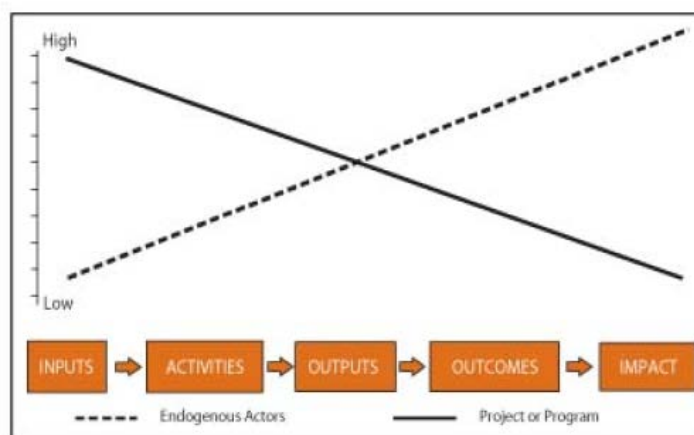 High
Low
INPUTS ACTIVITIES OUTPUTS OUTCOMES IMPACT
Endogenous Actors Project or Program